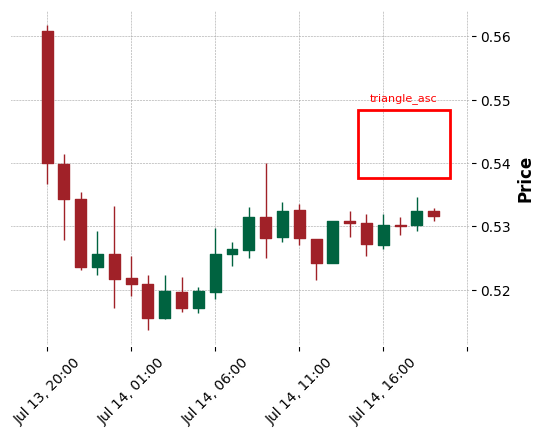 0.56
triangle_asc
0.55
0.54
Price
0.53
0.52
Jul 13, 20:00
Jul 14, 01:00
Jul 14, 06:00
Jul 14, 11:00
Jul 14, 16:00